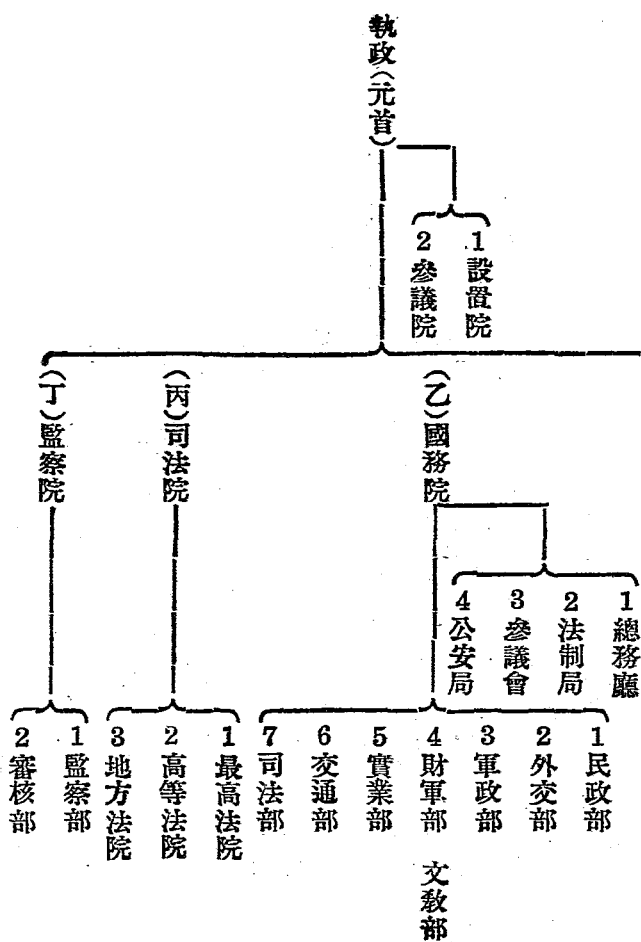 執政(元首)
1設置院
2參議院
(乙)國務院
1總務廳
2法制局
3參議會
4公安局
1民政部
2外交部
3軍政部
4財軍部 文敎部
5實業部
6交通部
7司法部
(丙)司法院
1最高法院
2高等法院
3地方法院
(丁)監察院
1監察部
2審核部